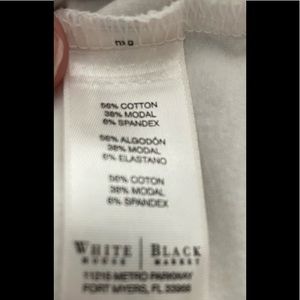 56% COTTON
38% MODAL
6% SPANDEX
56% ALGODÓN
38% MODAL
6% ELASTANO
56% COTTON
38% MODAL
6% SPANDEX
WHITE | BLACK
HOUSE MARKET
11215 METRO PARKWAY
FORT MYERS, FL 33966